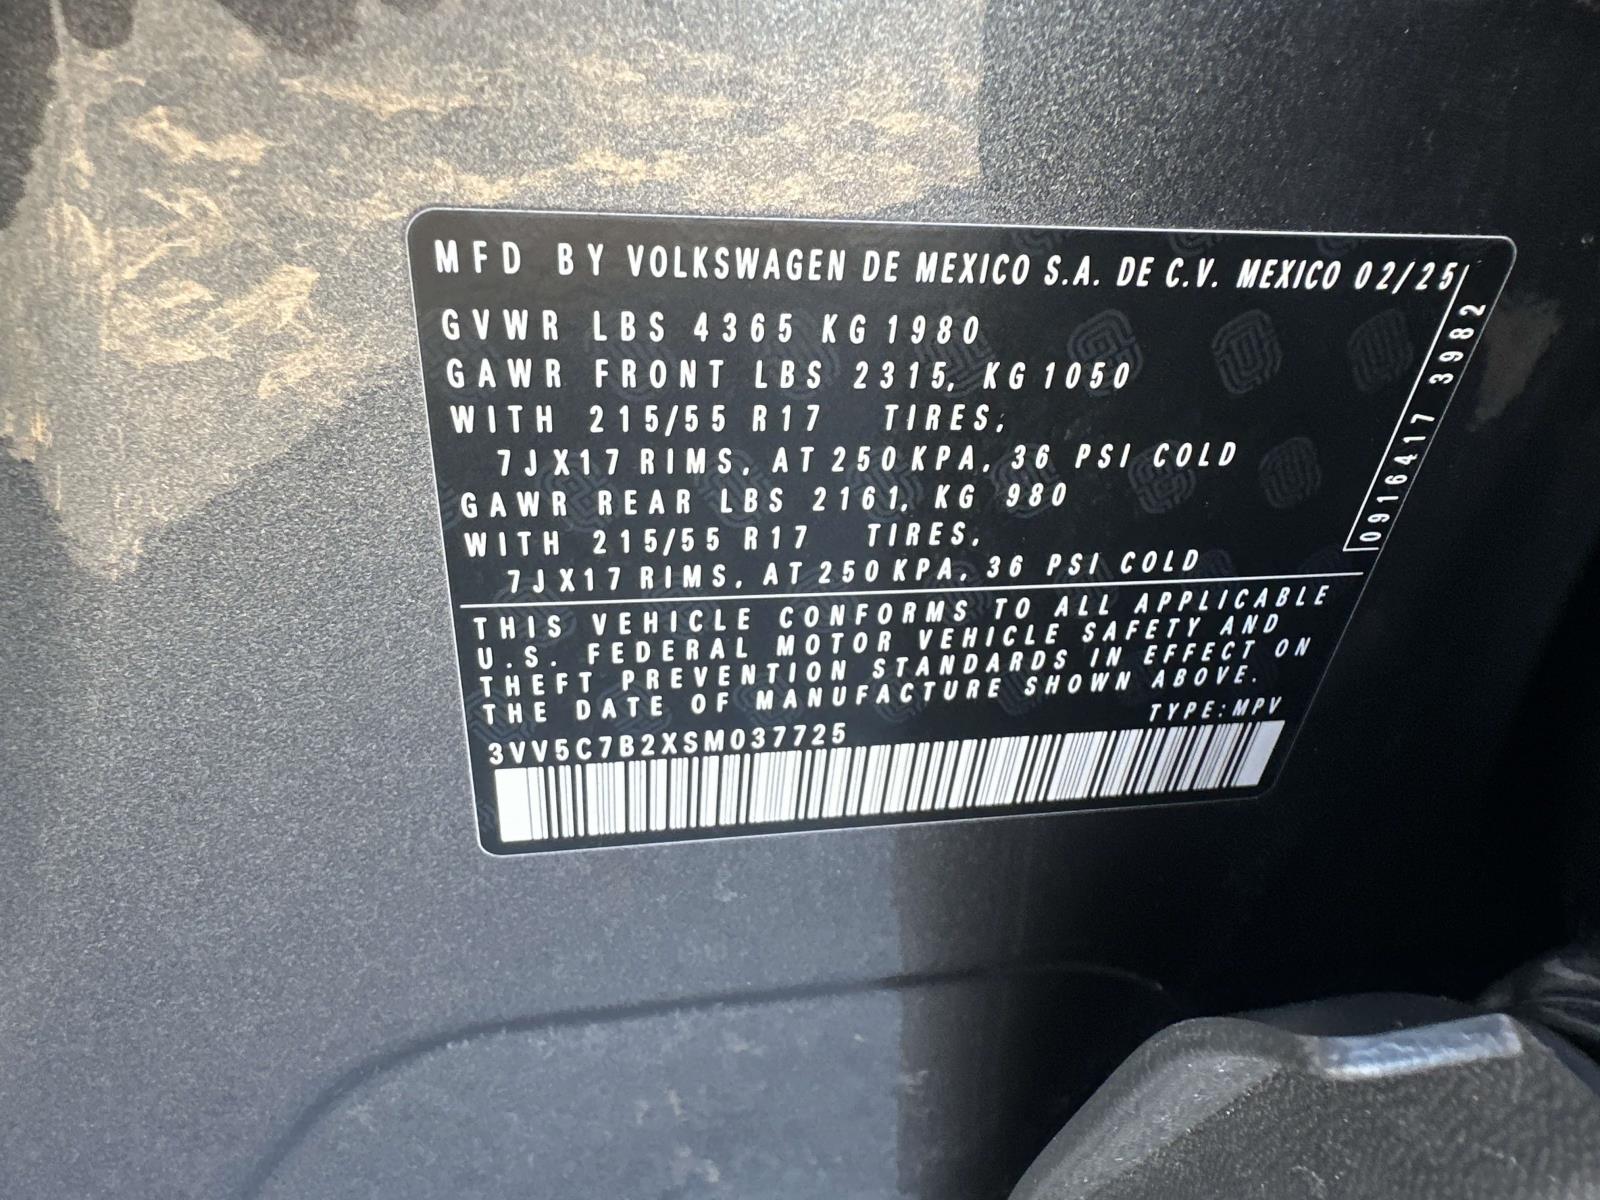 MFD BY VOLKSWAGEN DE MEXICO S.A. DE C.V. MEXICO 02/25
GVWR LBS 4365 KG 1980
GAWR FRONT LBS 2315, KG 1050
WITH 215/55 R17 TIRES,
7JX17 RIMS, AT 250 KPA, 36 PSI COLD
GAWR REAR LBS 2161, KG 980
WITH 215/55 R17 TIRES,
7JX17 RIMS, AT 250 KPA, 36 PSI COLD
0916417 3982
THIS VEHICLE CONFORMS TO ALL APPLICABLE
U.S. FEDERAL MOTOR VEHICLE SAFETY AND
THEFT PREVENTION STANDARDS IN EFFECT ON
THE DATE OF MANUFACTURE SHOWN ABOVE.
TYPE: MPV
3VV5C7B2XSM037725